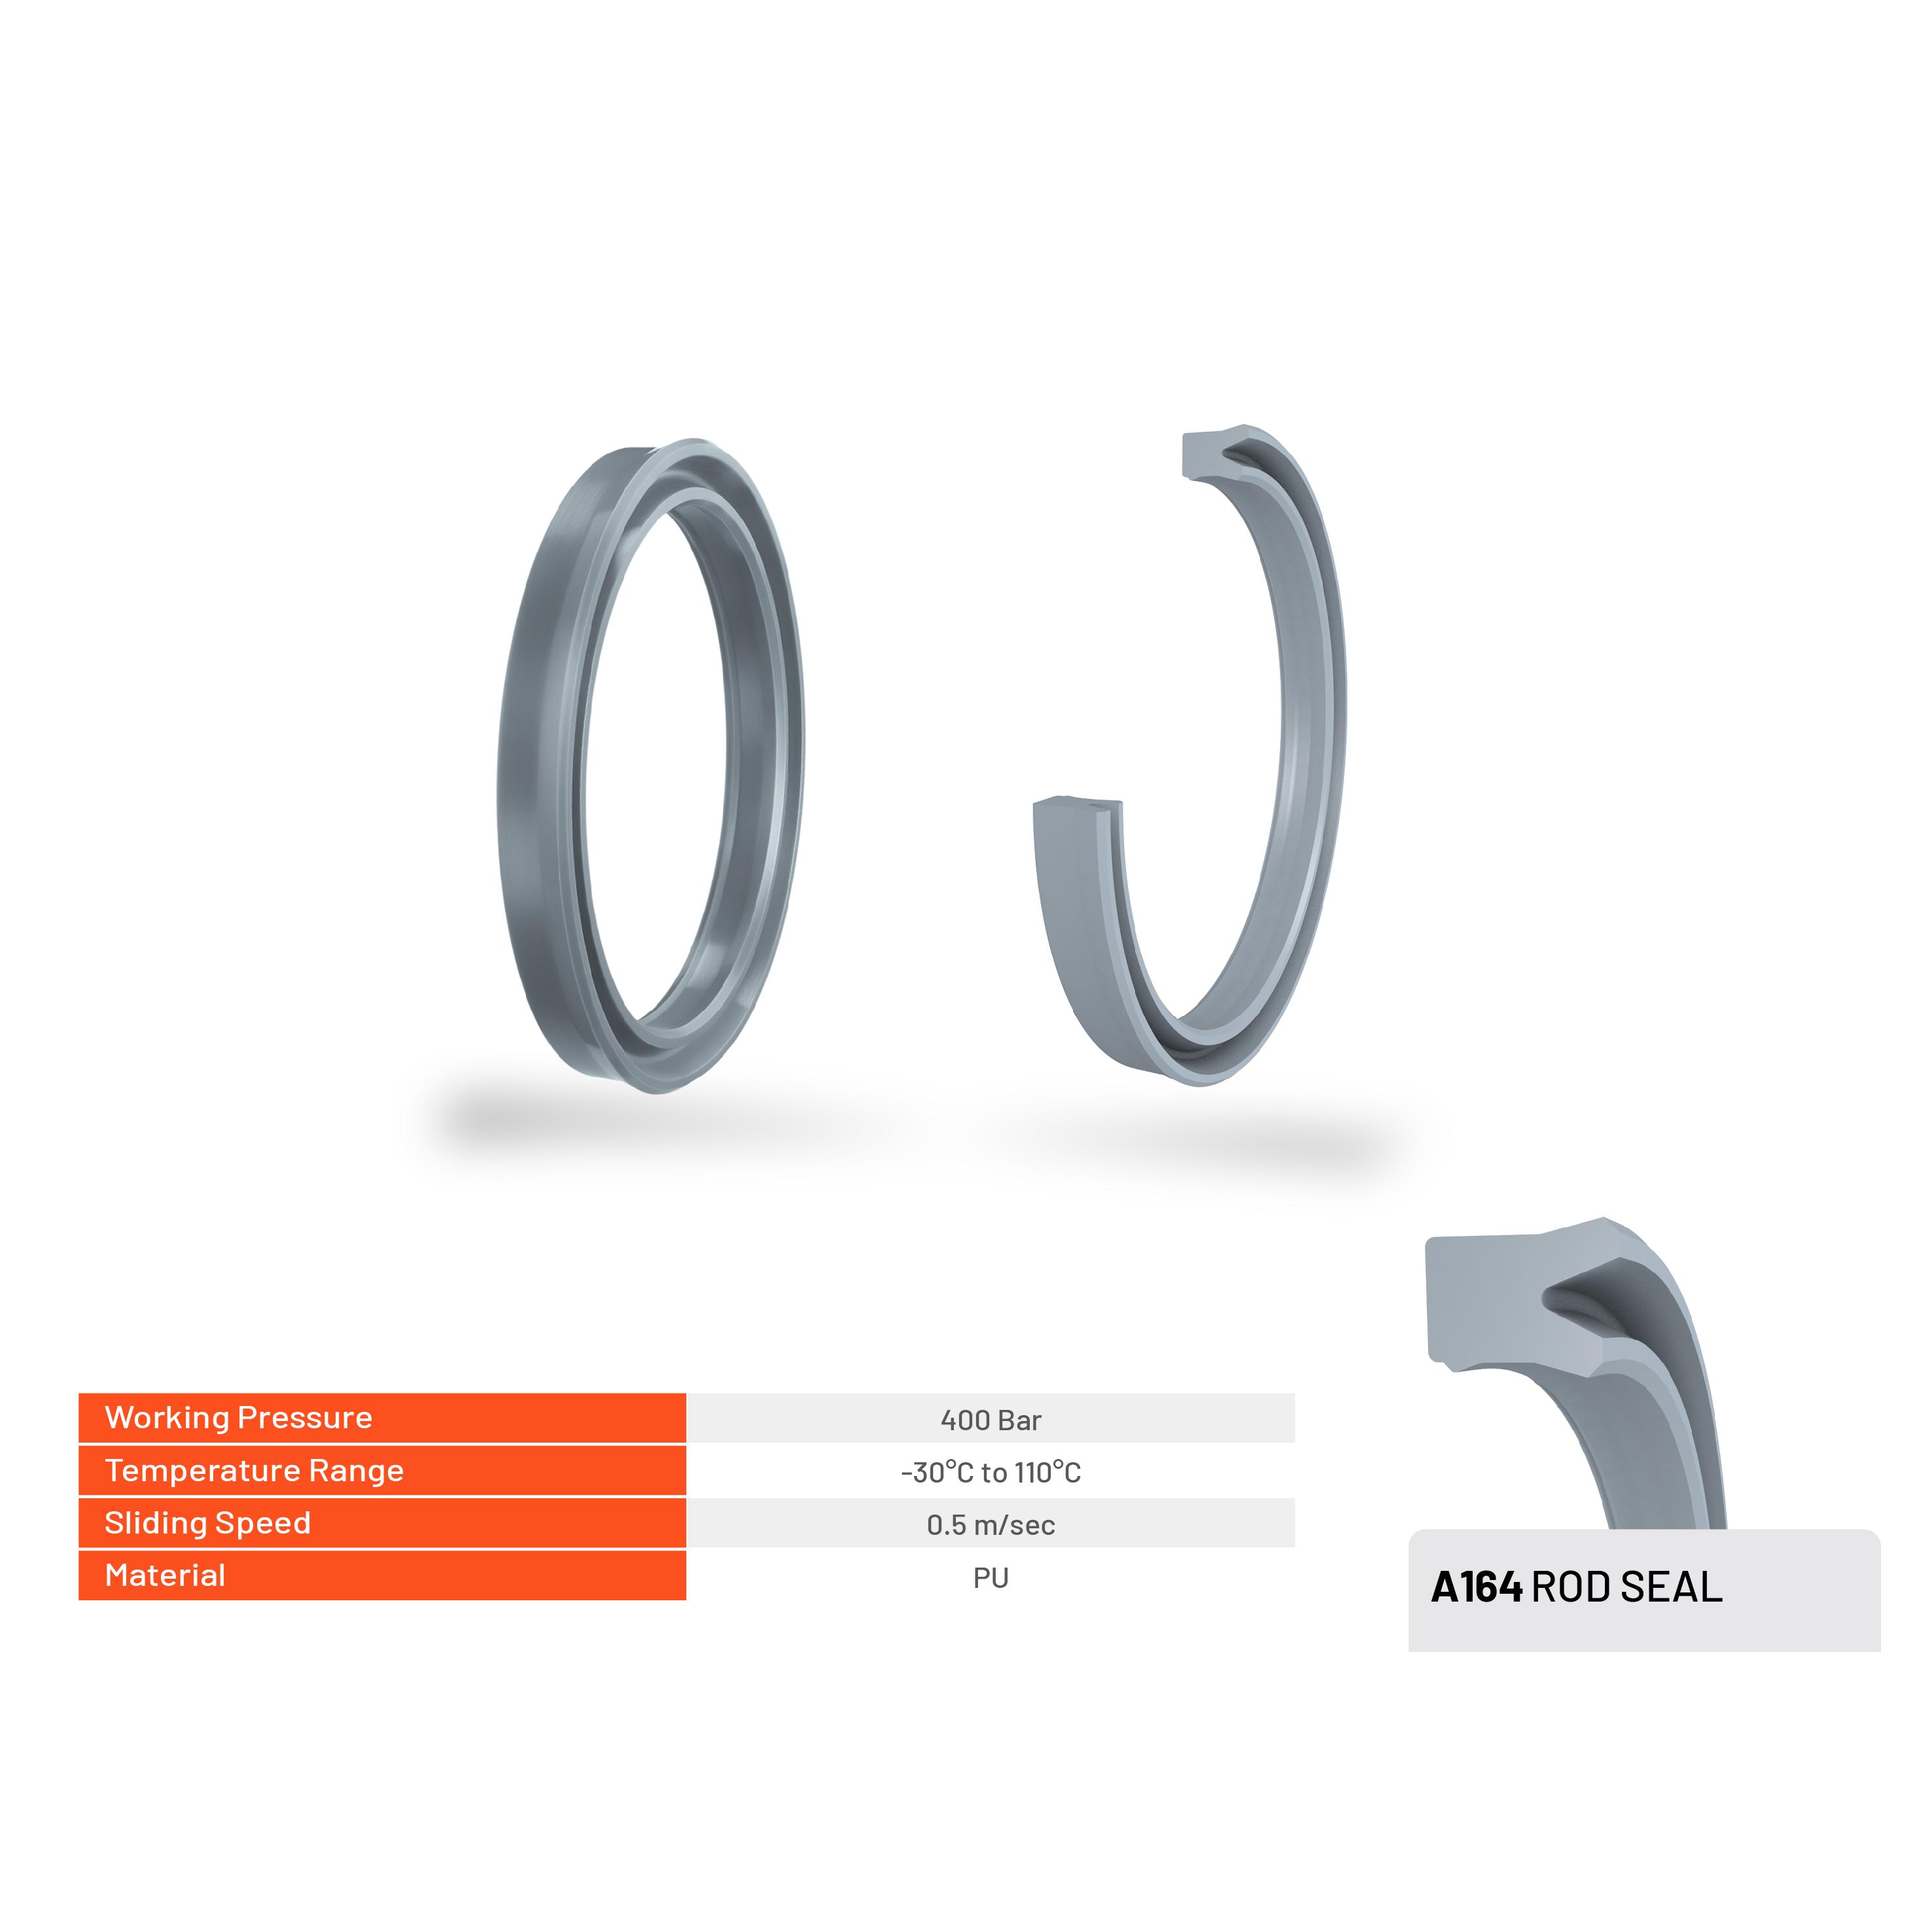 Working Pressure 400 Bar
Temperature Range -30°C to 110°C
Sliding Speed 0.5 m/sec
Material PU
A164 ROD SEAL